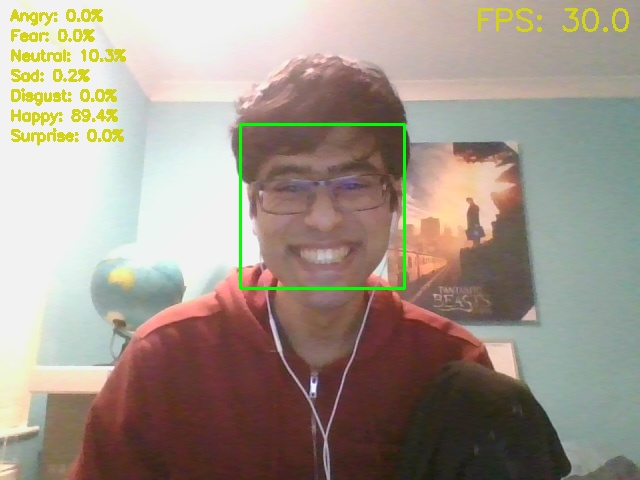 Angry: 0.0%
Fear: 0.0%
Neutral: 10.3%
Sad: 0.2%
Disgust: 0.0%
Happy: 89.4%
Surprise: 0.0%
FPS: 30.0
FANTASTIC
BEASTS